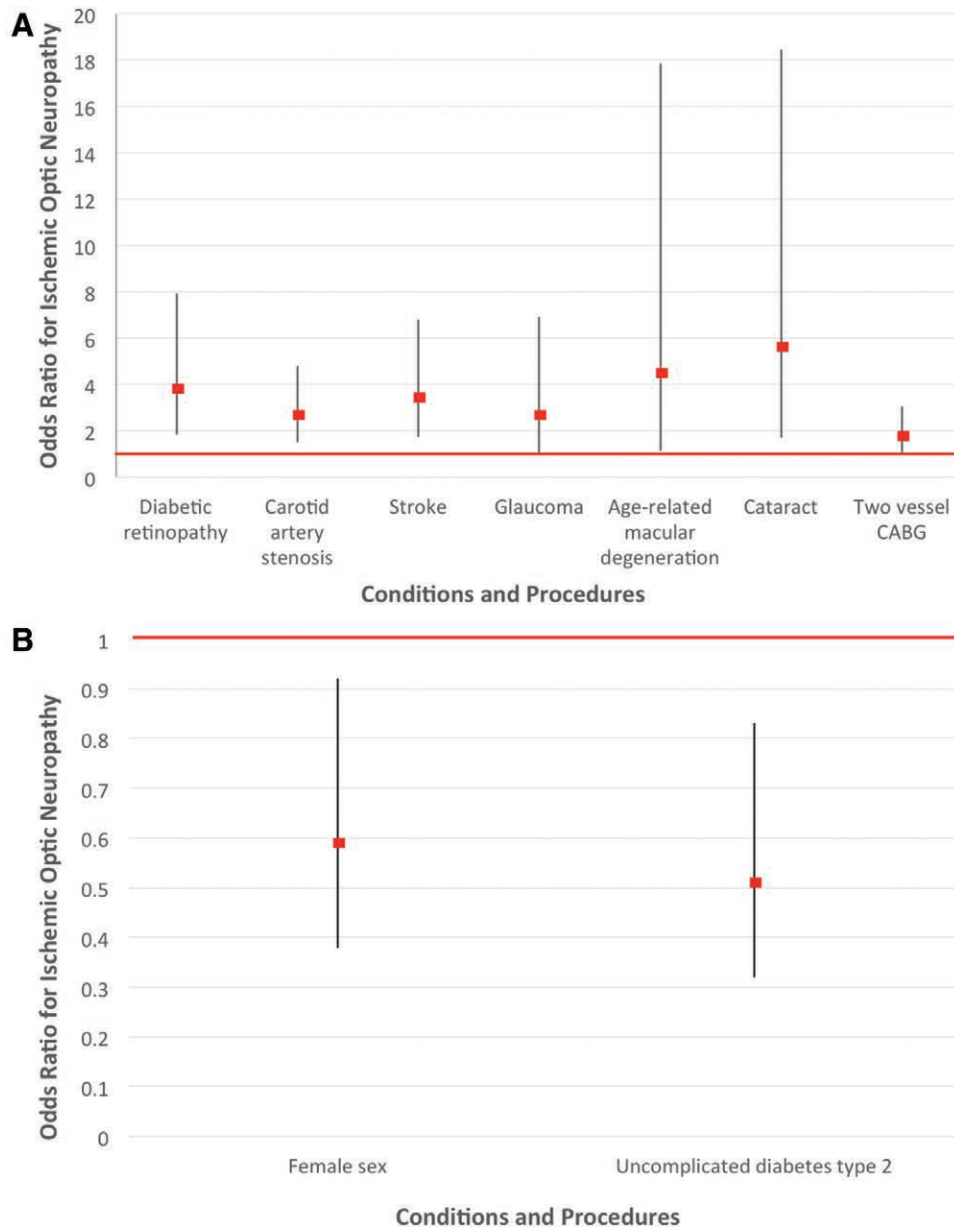 A
Odds Ratio for Ischemic Optic Neuropathy
20
18
16
14
12
10
8
6
4
2
0
Diabetic
retinopathy
Carotid
artery
stenosis
Stroke
Glaucoma
Age-related
macular
degeneration
Cataract
Two vessel
CABG
Conditions and Procedures
B
Odds Ratio for Ischemic Optic Neuropathy
1
0.9
0.8
0.7
0.6
0.5
0.4
0.3
0.2
0.1
0
Female sex
Uncomplicated diabetes type 2
Conditions and Procedures